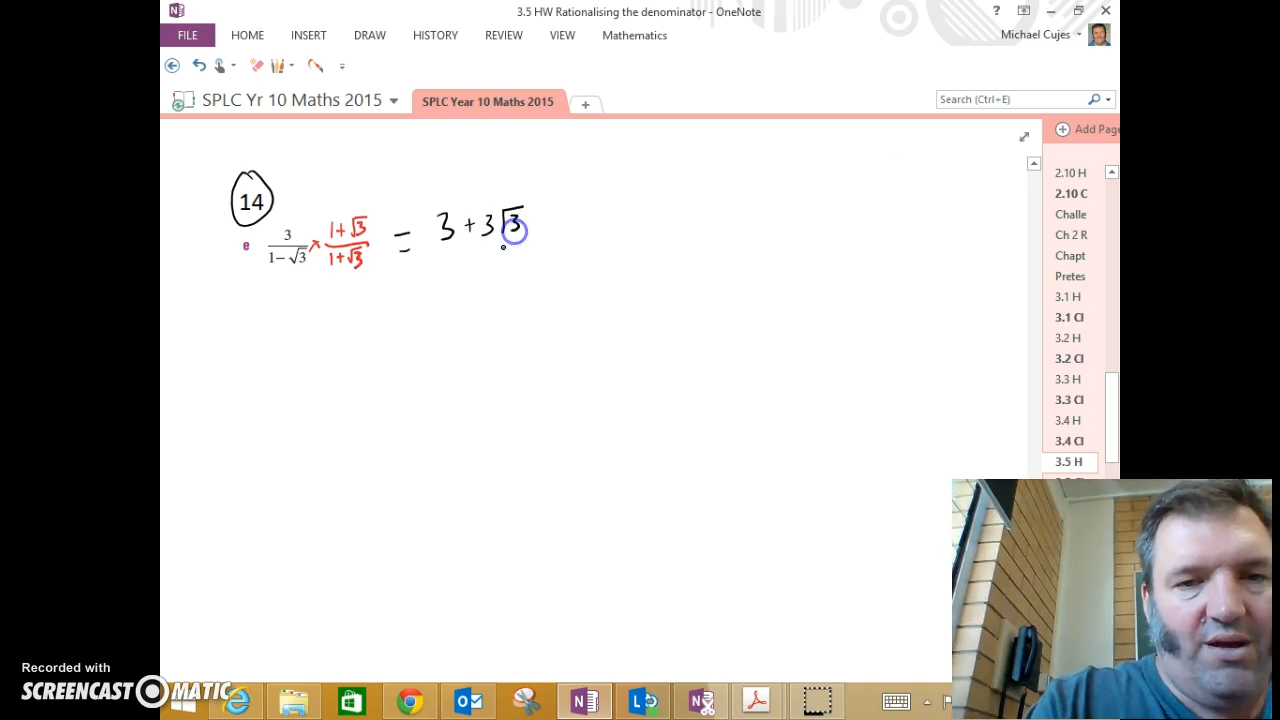 3.5 HW Rationalising the denominator - OneNote
?
FILE HOME INSERT DRAW HISTORY REVIEW VIEW Mathematics
Michael Cujes
SPLC Yr 10 Maths 2015
SPLC Year 10 Maths 2015
Search (Ctrl+E)
Add Page
2.10 H
2.10 C
Challe
Ch 2 R
Chapt
Pretes
3.1 H
3.1 Cl
3.2 H
3.2 Cl
3.3 H
3.3 Cl
3.4 H
3.4 Cl
3.5 H
14
e 3/(1-√3) × (1+√3)/(1+√3) = 3+3√3
Recorded with
SCREENCAST-O-MATIC